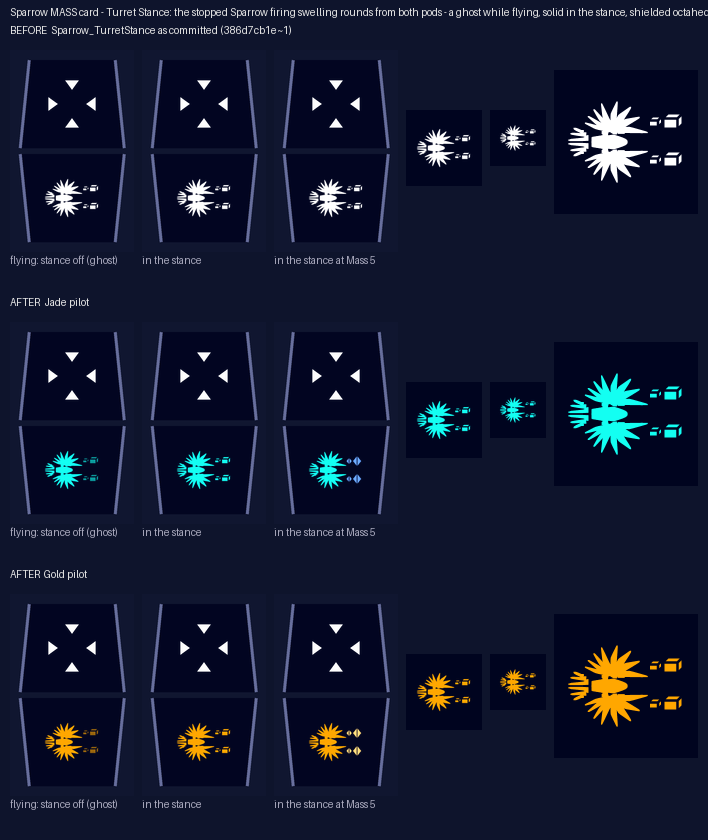 Sparrow MASS card - Turret Stance: the stopped Sparrow firing swelling rounds from both pods - a ghost while flying, solid in the stance, shielded
BEFORE Sparrow_TurretStance as committed (386d7cb1e~1)
flying: stance off (ghost)
in the stance
in the stance at Mass 5
AFTER Jade pilot
flying: stance off (ghost)
in the stance
in the stance at Mass 5
AFTER Gold pilot
flying: stance off (ghost)
in the stance
in the stance at Mass 5